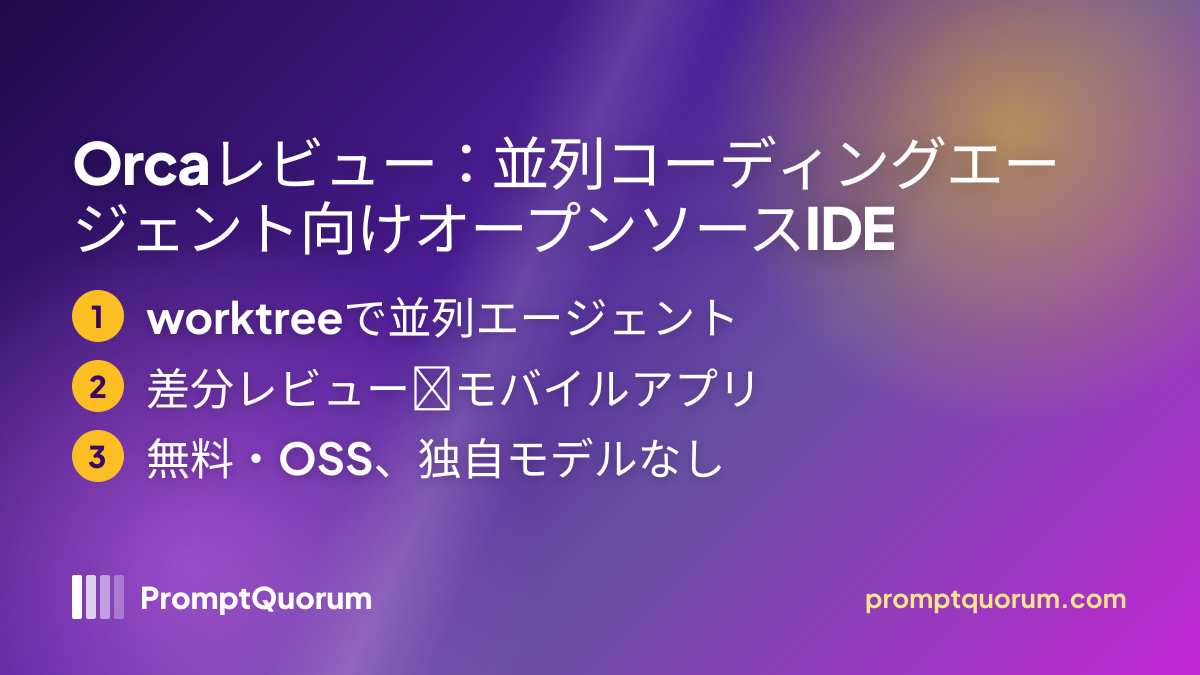 Orcaレビュー：並列コーディングエー
ジェント向けオープンソースIDE
1 worktreeで並列エージェント
2 差分レビュー モバイルアプリ
3 無料・OSS、独自モデルなし
PromptQuorum
promptquorum.com